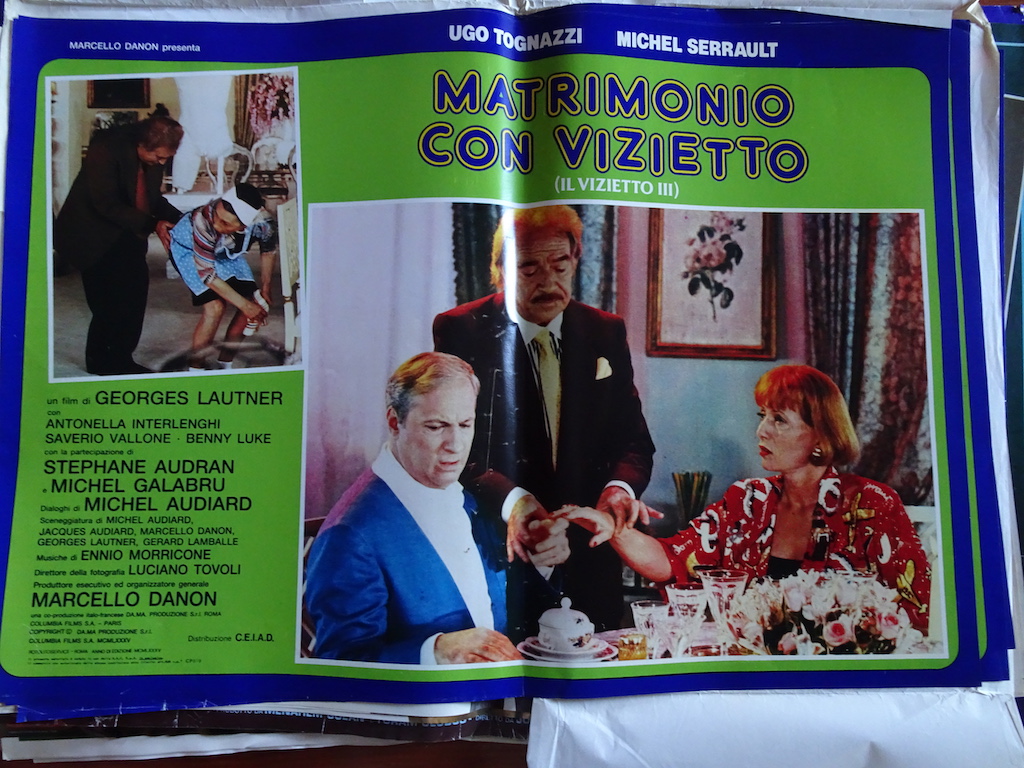 MARCELLO DANON presenta
UGO TOGNAZZI MICHEL SERRAULT
MATRIMONIO
CON VIZIETTO
(IL VIZIETTO III)
un film di GEORGES LAUTNER
con
ANTONELLA INTERLENGHI
SAVERIO VALLONE · BENNY LUKE
con la partecipazione di
STEPHANE AUDRAN
e MICHEL GALABRU
Dialoghi di MICHEL AUDIARD
Sceneggiatura di MICHEL AUDIARD,
JACQUES AUDIARD, MARCELLO DANON,
GEORGES LAUTNER, GERARD LAMBALLE
Musiche di ENNIO MORRICONE
Direttore della fotografia LUCIANO TOVOLI
Produttore esecutivo ed organizzatore generale
MARCELLO DANON
una co-produzione italo-francese DA.MA. PRODUZIONE S.r.l. ROMA
COLUMBIA FILMS S.A. - PARIS
COPYRIGHT © DA.MA PRODUZIONE S.r.l.
COLUMBIA FILMS S.A. MCMLXXXV
Distribuzione C.E.I.A.D.